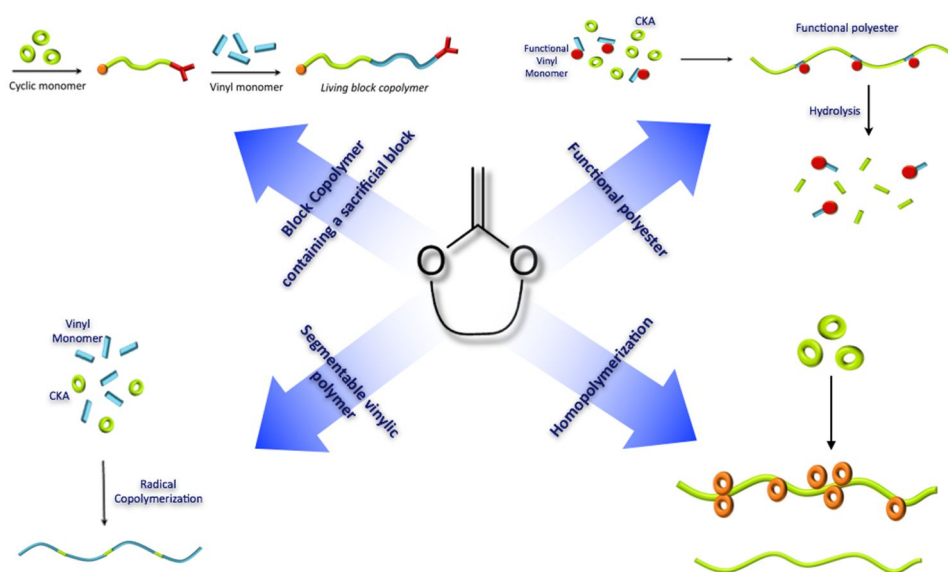 Cyclic monomer
Vinyl monomer
Living block copolymer
CKA
Functional
Vinyl
Monomer
Functional polyester
Hydrolysis
Block Copolymer
containing a sacrificial block
Functional polyester
O
O
Segmentable vinylic
polymer
Homopolymerization
Vinyl
Monomer
CKA
Radical
Copolymerization